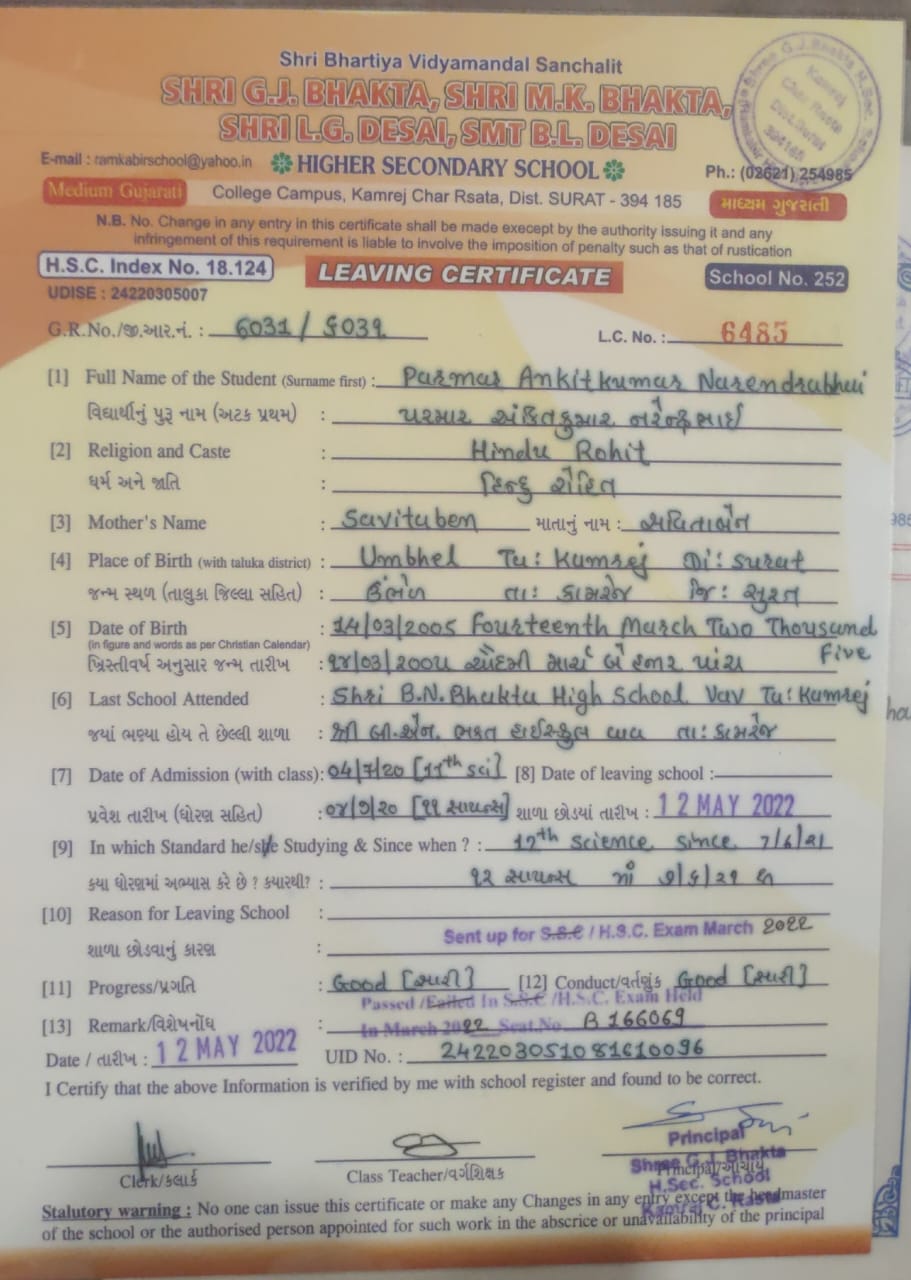 Shri Bhartiya Vidyamandal Sanchalit
SHRI G.J. BHAKTA, SHRI M.K. BHAKTA,
SHRI L.G. DESAI, SMT B.L. DESAI
E-mail : ramkabirschool@yahoo.in HIGHER SECONDARY SCHOOL Ph.: (02621) 254985
Medium Gujarati College Campus, Kamrej Char Rsata, Dist. SURAT - 394 185 માધ્યમ ગુજરાતી
N.B. No. Change in any entry in this certificate shall be made execept by the authority issuing it and any
infringement of this requirement is liable to involve the imposition of penalty such as that of rustication
H.S.C. Index No. 18.124 LEAVING CERTIFICATE School No. 252
UDISE : 24220305007
G.R.No./જી.આર.નં. : 6031 / ૬૦૩૧ L.C. No. : 6485
[1] Full Name of the Student (Surname first) : Parmar Ankitkumar Narendrabhai
વિદ્યાર્થીનું પુરૂ નામ (અટક પ્રથમ) : પરમાર અંકિતકુમાર નરેન્દ્રભાઈ
[2] Religion and Caste : Hindu Rohit
ધર્મ અને જાતિ : હિન્દુ રોહિત
[3] Mother's Name : Savitaben માતાનું નામ : સવિતાબેન
[4] Place of Birth (with taluka district) : Umbhel Ta: Kamrej Di: Surat
જન્મ સ્થળ (તાલુકા જિલ્લા સહિત) : ઉંભેળ તા: કામરેજ જિ: સુરત
[5] Date of Birth : 14/03/2005 Fourteenth March Two Thousand
(in figure and words as per Christian Calendar) Five
ખ્રિસ્તીવર્ષ અનુસાર જન્મ તારીખ : ૧૪/૦૩/૨૦૦૫ ચૌદમી માર્ચ બે હજાર પાંચ
[6] Last School Attended : Shri B.N. Bhakta High School Vav Ta: Kamrej
જ્યાં ભણ્યા હોય તે છેલ્લી શાળા : શ્રી બી.એન. ભક્ત હાઈસ્કુલ વાવ તા: કામરેજ
[7] Date of Admission (with class): 04/7/20 [11th sci] [8] Date of leaving school :
પ્રવેશ તારીખ (ધોરણ સહિત) : ૦૪/૭/૨૦ [૧૧ સાયન્સ] શાળા છોડ્યાં તારીખ : 12 MAY 2022
[9] In which Standard he/she Studying & Since when ? : 12th science since 7/6/21
ક્યા ધોરણમાં અભ્યાસ કરે છે ? ક્યારથી? : ૧૨ સાયન્સ માં ૭/૬/૨૧ થી
[10] Reason for Leaving School :
Sent up for S.S.C / H.S.C. Exam March 2022
શાળા છોડવાનું કારણ :
[11] Progress/પ્રગતિ : Good [સારી] [12] Conduct/વર્તણુંક Good [સારી]
Passed /Failed In S.S.C /H.S.C. Exam Held
[13] Remark/વિશેષનોંધ : In March 2022 Seat.No. B 166069
Date / તારીખ : 12 MAY 2022 UID No. : 242203051081610096
I Certify that the above Information is verified by me with school register and found to be correct.
Principal
Clerk/કલાર્ક Class Teacher/વર્ગશિક્ષક Principal/આચાર્ય
Shree G. J. Bhakta
H.Sec. School
Kamrej C. Rasta
Statutory warning : No one can issue this certificate or make any Changes in any entry except the headmaster
of the school or the authorised person appointed for such work in the abscrice or unavailability of the principal